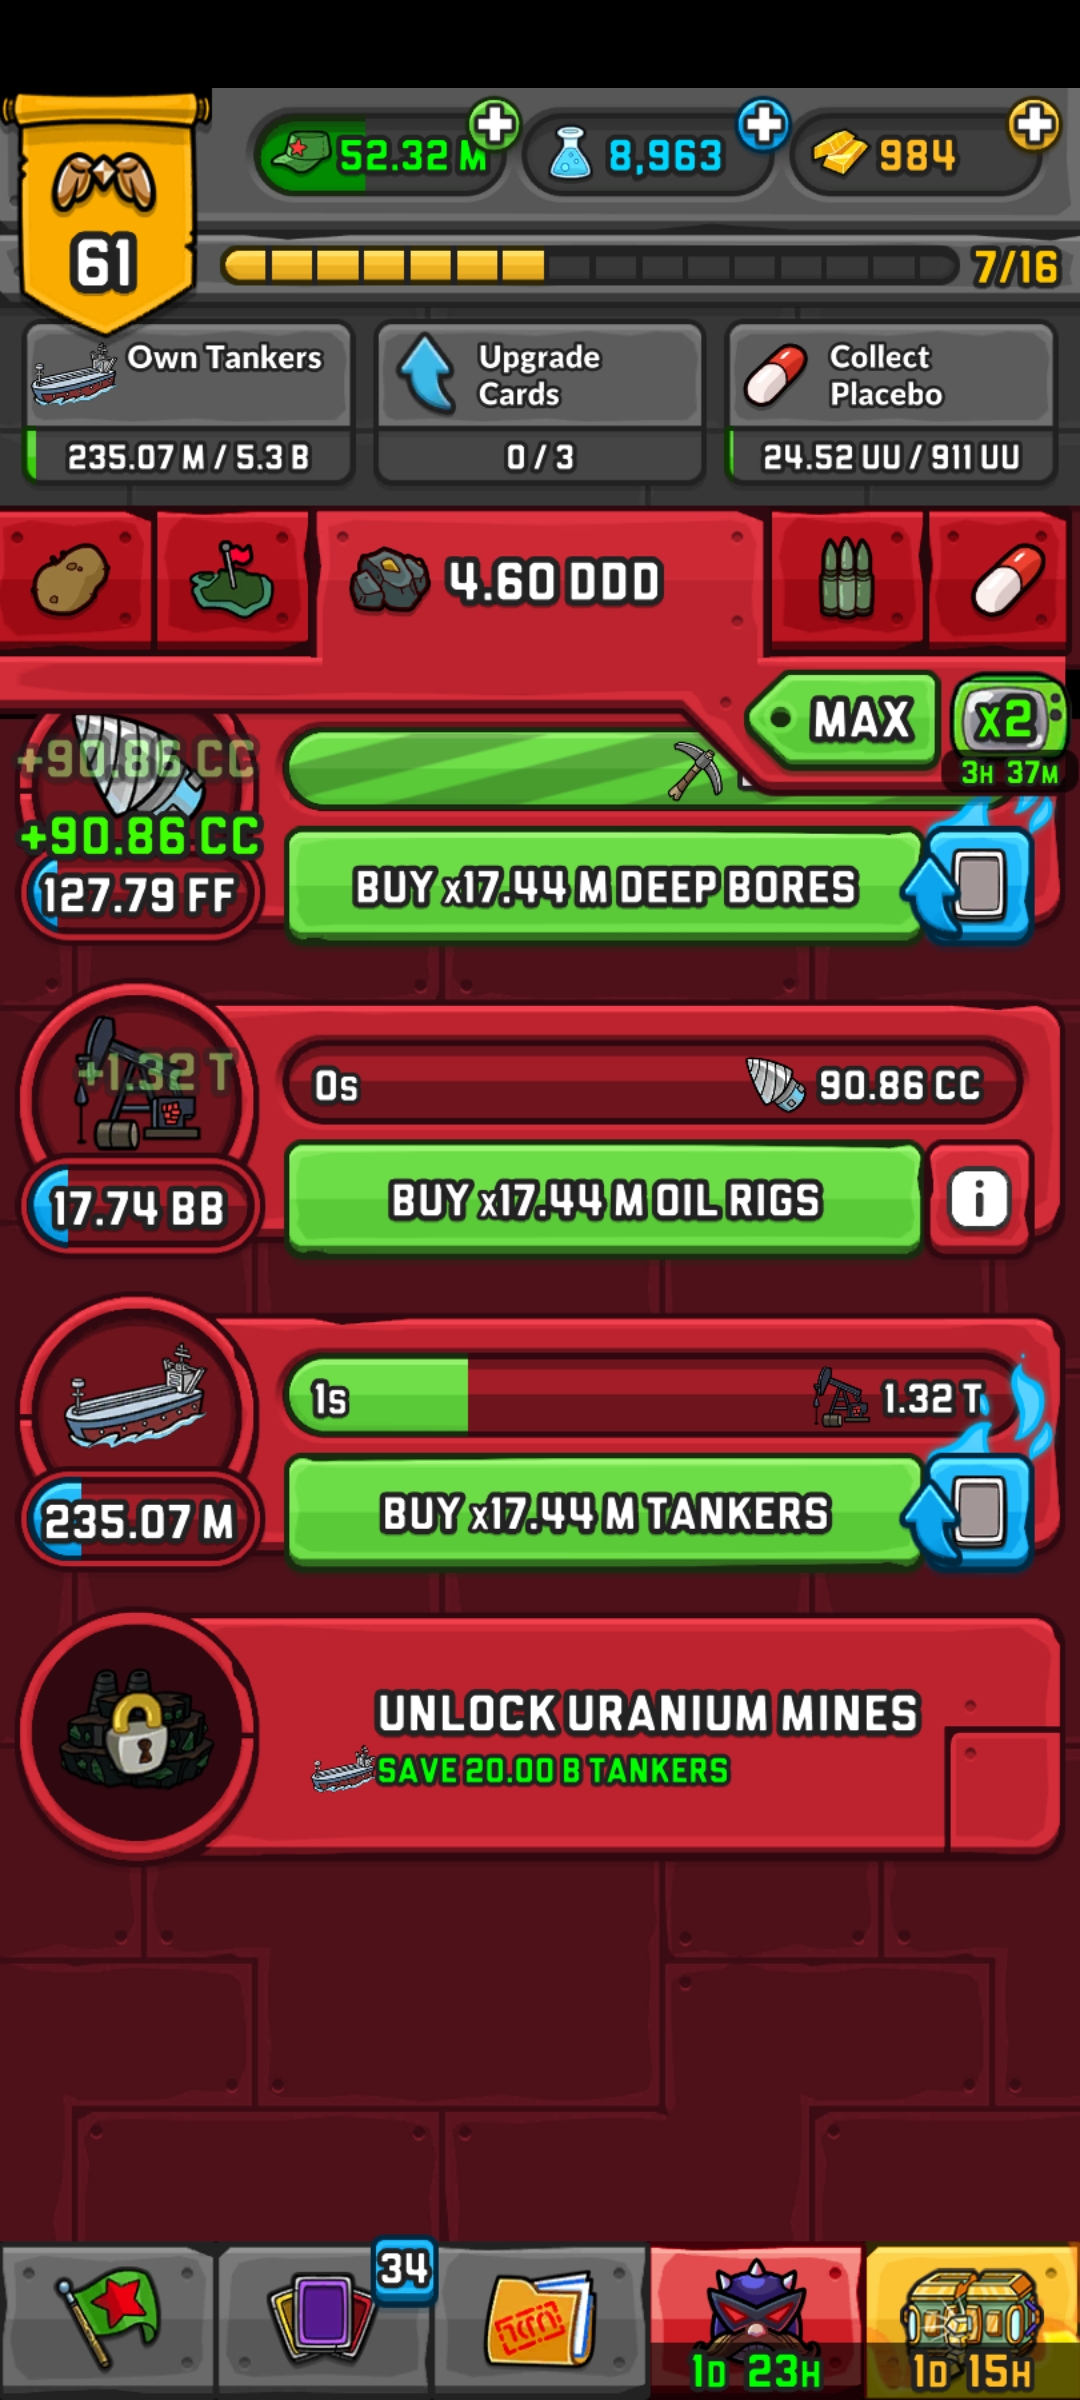 52.32 M
8,963
984
61
7/16
Own Tankers
235.07 M / 5.3 B
Upgrade
Cards
0 / 3
Collect
Placebo
24.52 UU / 911 UU
4.60 DDD
MAX
x2
3H 37M
+90.86 CC
+90.86 CC
127.79 FF
BUY x17.44 M DEEP BORES
+1.32 T
0s
90.86 CC
17.74 BB
BUY x17.44 M OIL RIGS
i
1s
1.32 T
235.07 M
BUY x17.44 M TANKERS
UNLOCK URANIUM MINES
SAVE 20.00 B TANKERS
34
1D 23H
1D 15H